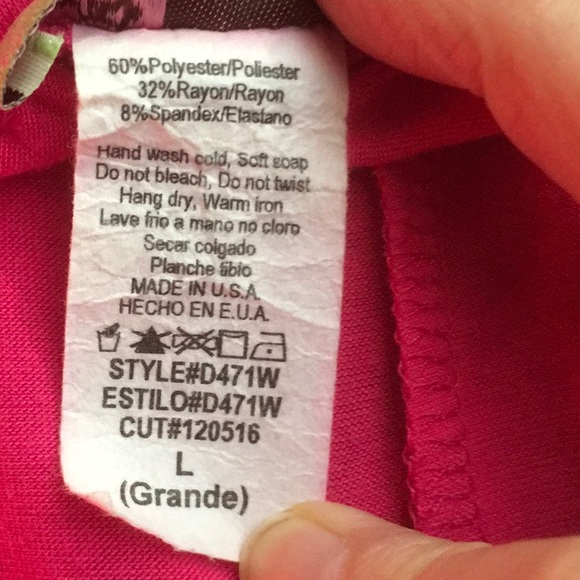 60%Polyester/Poliester
32%Rayon/Rayon
8%Spandex/Elastano
Hand wash cold, Soft soap
Do not bleach, Do not twist
Hang dry, Warm iron
Lave frio a mano no cloro
Secar colgado
Planche tibio
MADE IN U.S.A.
HECHO EN E.U.A.
STYLE#D471W
ESTILO#D471W
CUT#120516
L
(Grande)